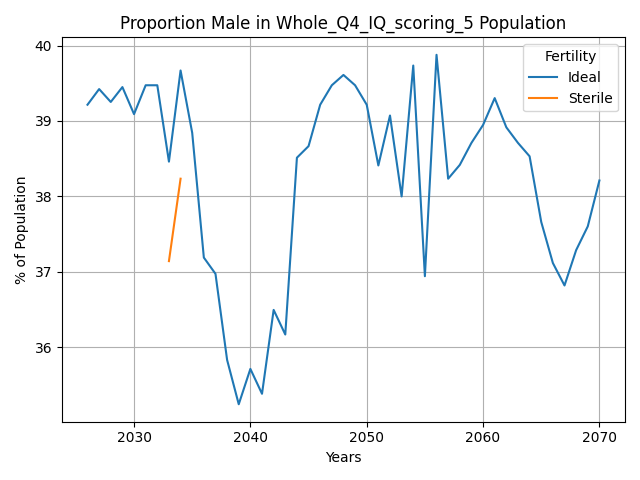 Proportion Male in Whole_Q4_IQ_scoring_5 Population
Fertility
Ideal
Sterile
% of Population
40
39
38
37
36
2030
2040
2050
2060
2070
Years